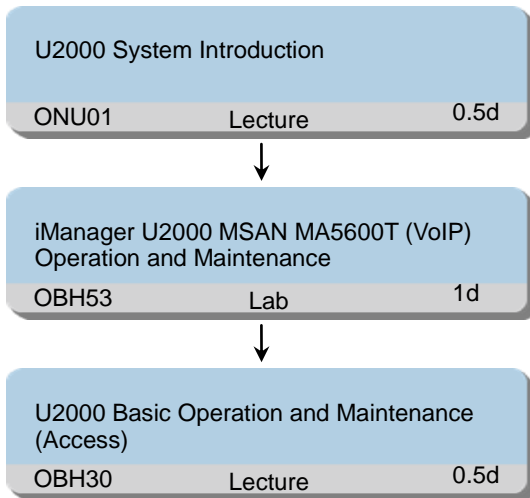 U2000 System Introduction
ONU01 Lecture 0.5d
iManager U2000 MSAN MA5600T (VoIP)
Operation and Maintenance
OBH53 Lab 1d
U2000 Basic Operation and Maintenance
(Access)
OBH30 Lecture 0.5d